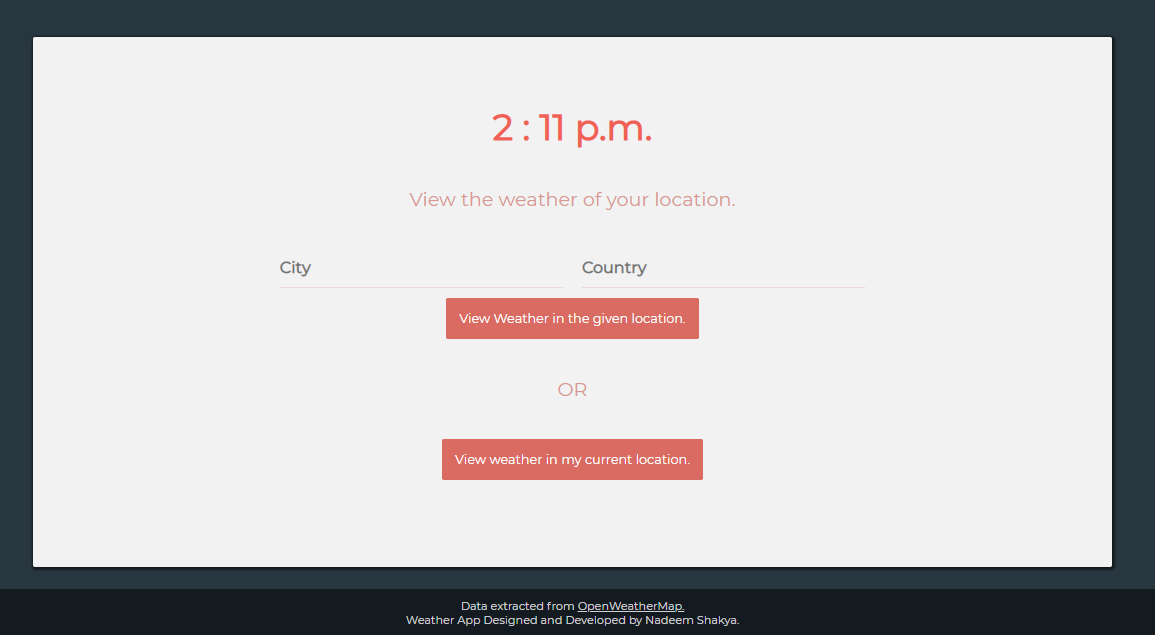 2 : 11 p.m.
View the weather of your location.
City Country
View Weather in the given location.
OR
View weather in my current location.
Data extracted from OpenWeatherMap.
Weather App Designed and Developed by Nadeem Shakya.